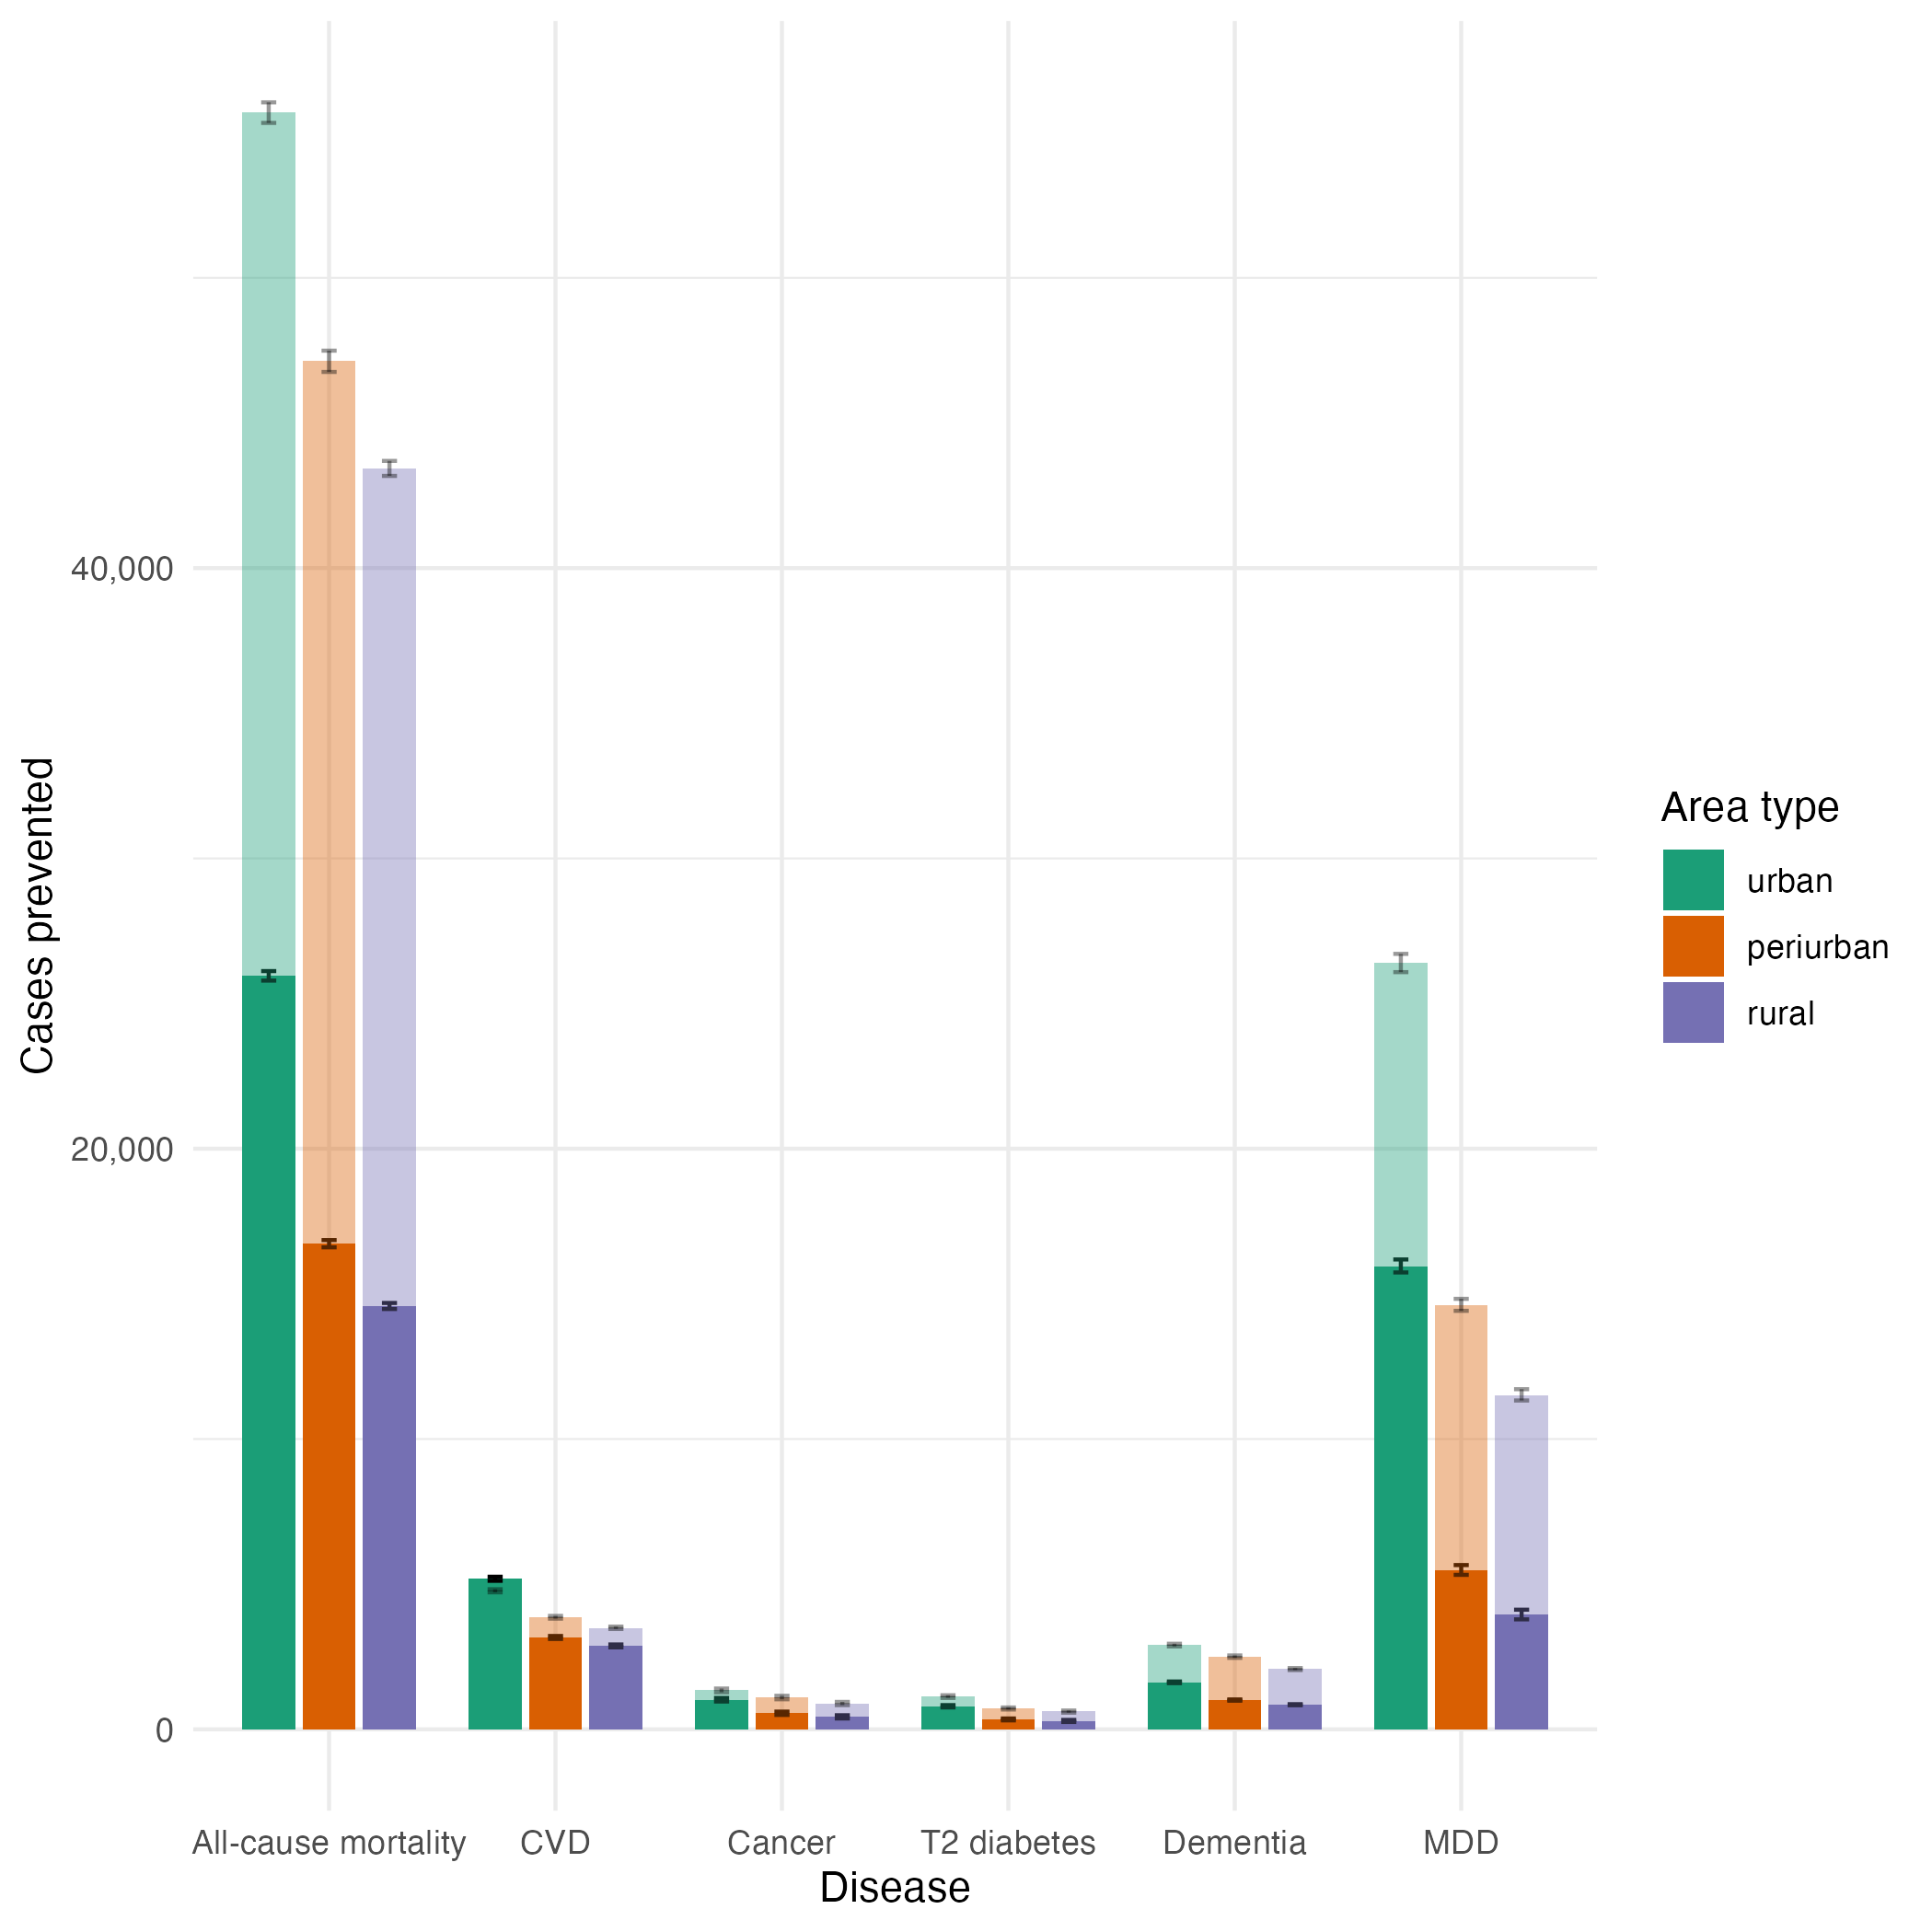 Cases prevented
40,000
20,000
0
All-cause mortality
CVD
Cancer
T2 diabetes
Dementia
MDD
Disease
Area type
urban
periurban
rural